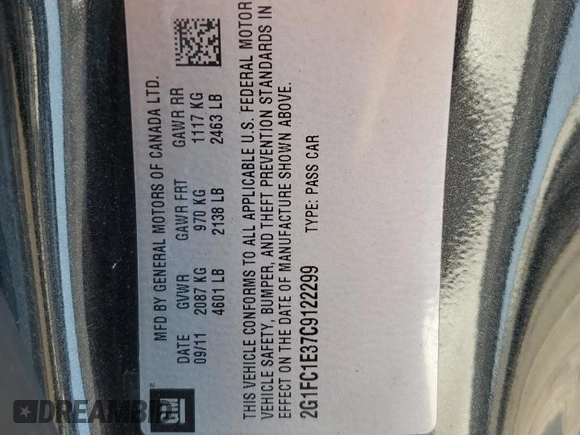 MFD BY GENERAL MOTORS OF CANADA LTD.
DATE GVWR GAWR FRT GAWR RR
09/11 2087 KG 970 KG 1117 KG
4601 LB 2138 LB 2463 LB
THIS VEHICLE CONFORMS TO ALL APPLICABLE U.S. FEDERAL MOTOR
VEHICLE SAFETY, BUMPER, AND THEFT PREVENTION STANDARDS IN
EFFECT ON THE DATE OF MANUFACTURE SHOWN ABOVE.
2G1FC1E37C9122299 TYPE: PASS CAR
GM
DREAMBID